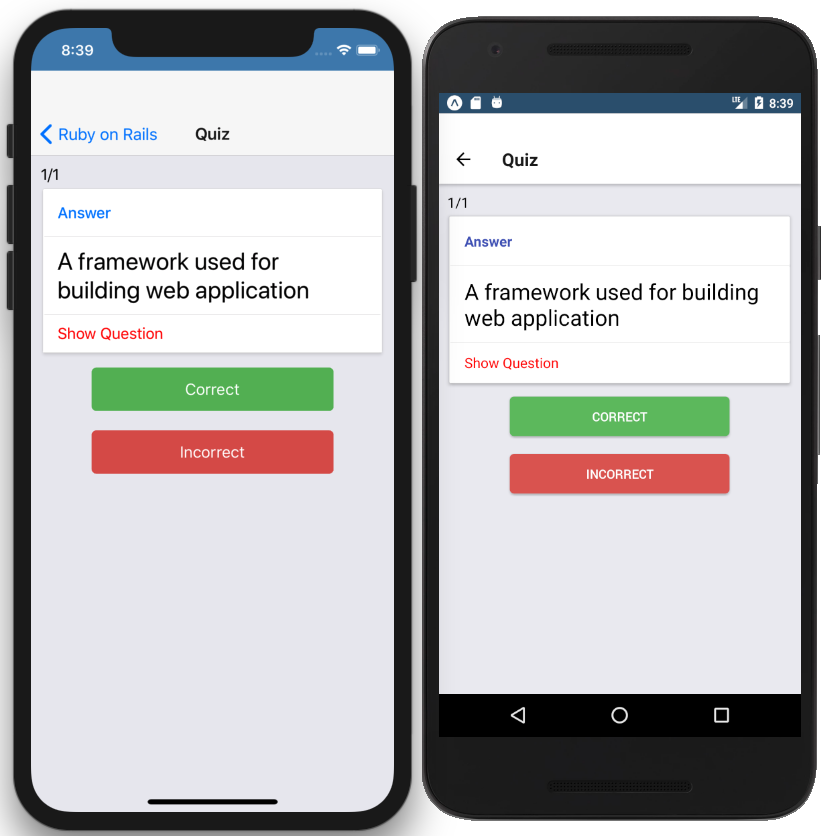 8:39
Ruby on Rails Quiz
1/1
Answer
A framework used for
building web application
Show Question
Correct
Incorrect
LTE 8:39
Quiz
1/1
Answer
A framework used for building
web application
Show Question
CORRECT
INCORRECT